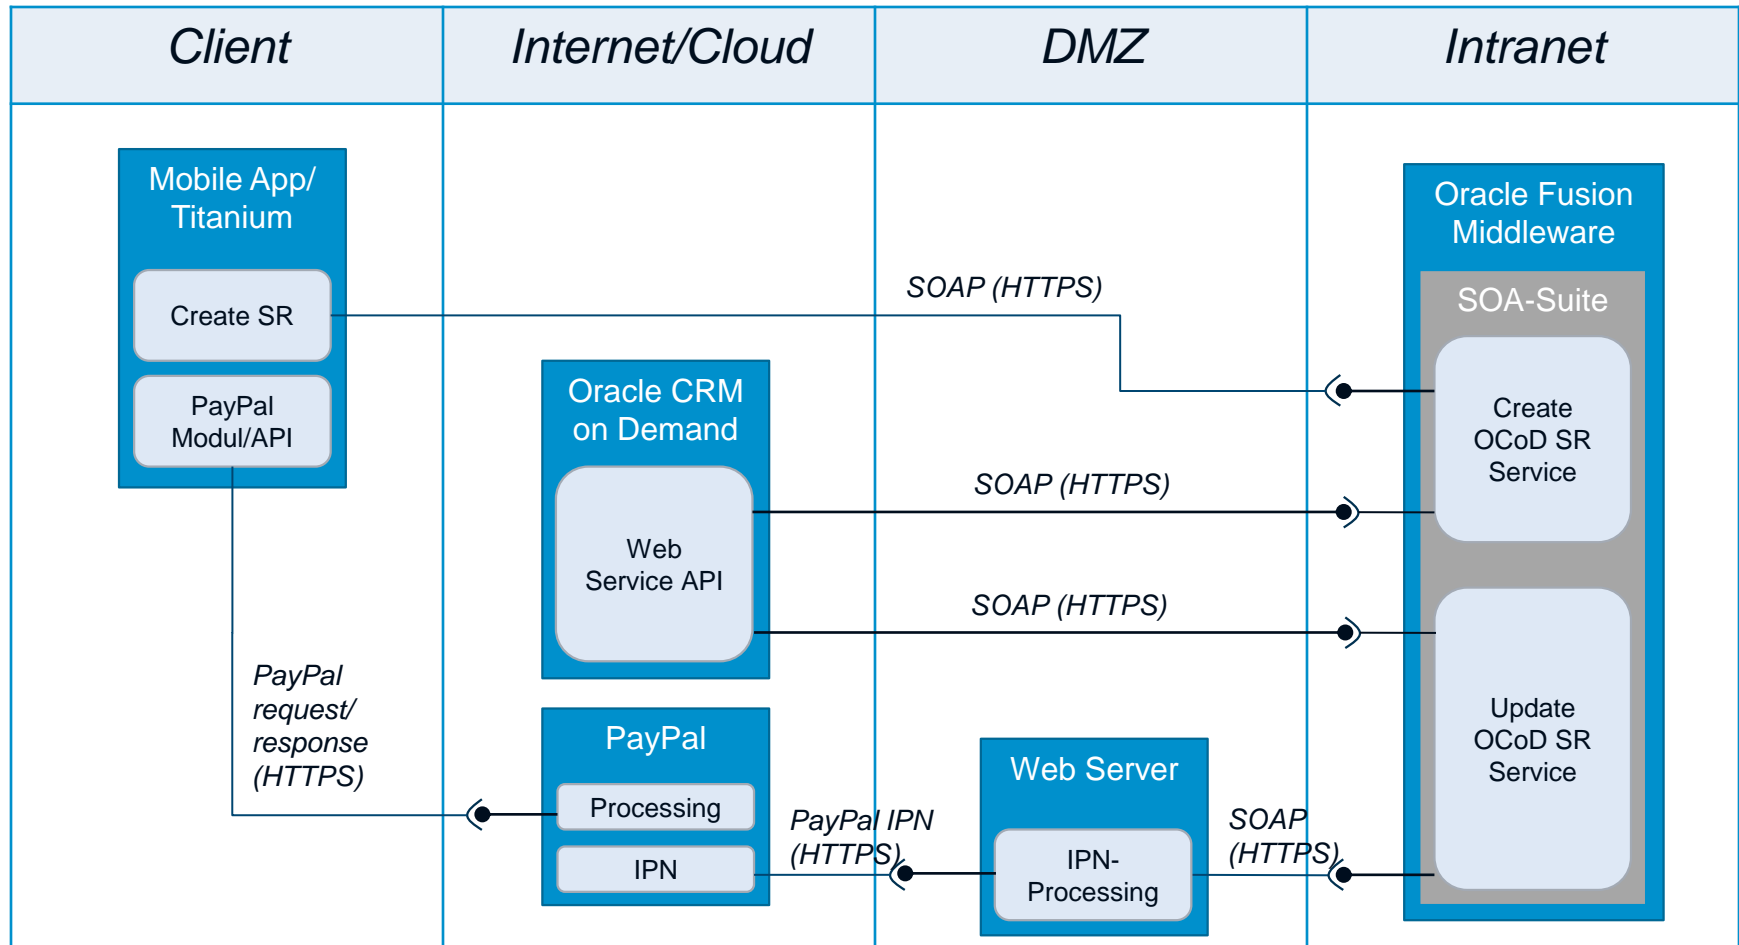 Client
Internet/Cloud
DMZ
Intranet
Mobile App/
Titanium
Create SR
PayPal
Modul/API
PayPal
request/
response
(HTTPS)
Oracle CRM
on Demand
Web
Service API
PayPal
Processing
IPN
SOAP (HTTPS)
SOAP (HTTPS)
SOAP (HTTPS)
PayPal IPN
(HTTPS)
Web Server
IPN-
Processing
SOAP
(HTTPS)
Oracle Fusion
Middleware
SOA-Suite
Create
OCoD SR
Service
Update
OCoD SR
Service